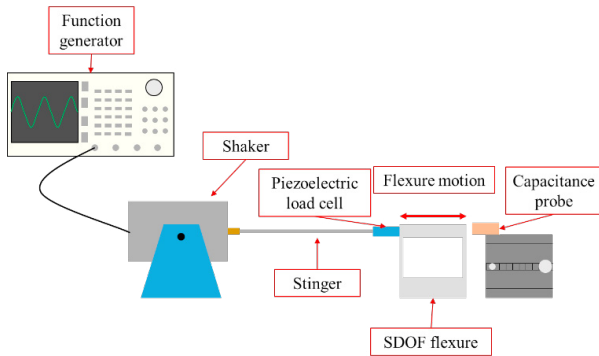 Function
generator
Shaker
Piezoelectric
load cell
Flexure motion
Capacitance
probe
Stinger
SDOF flexure